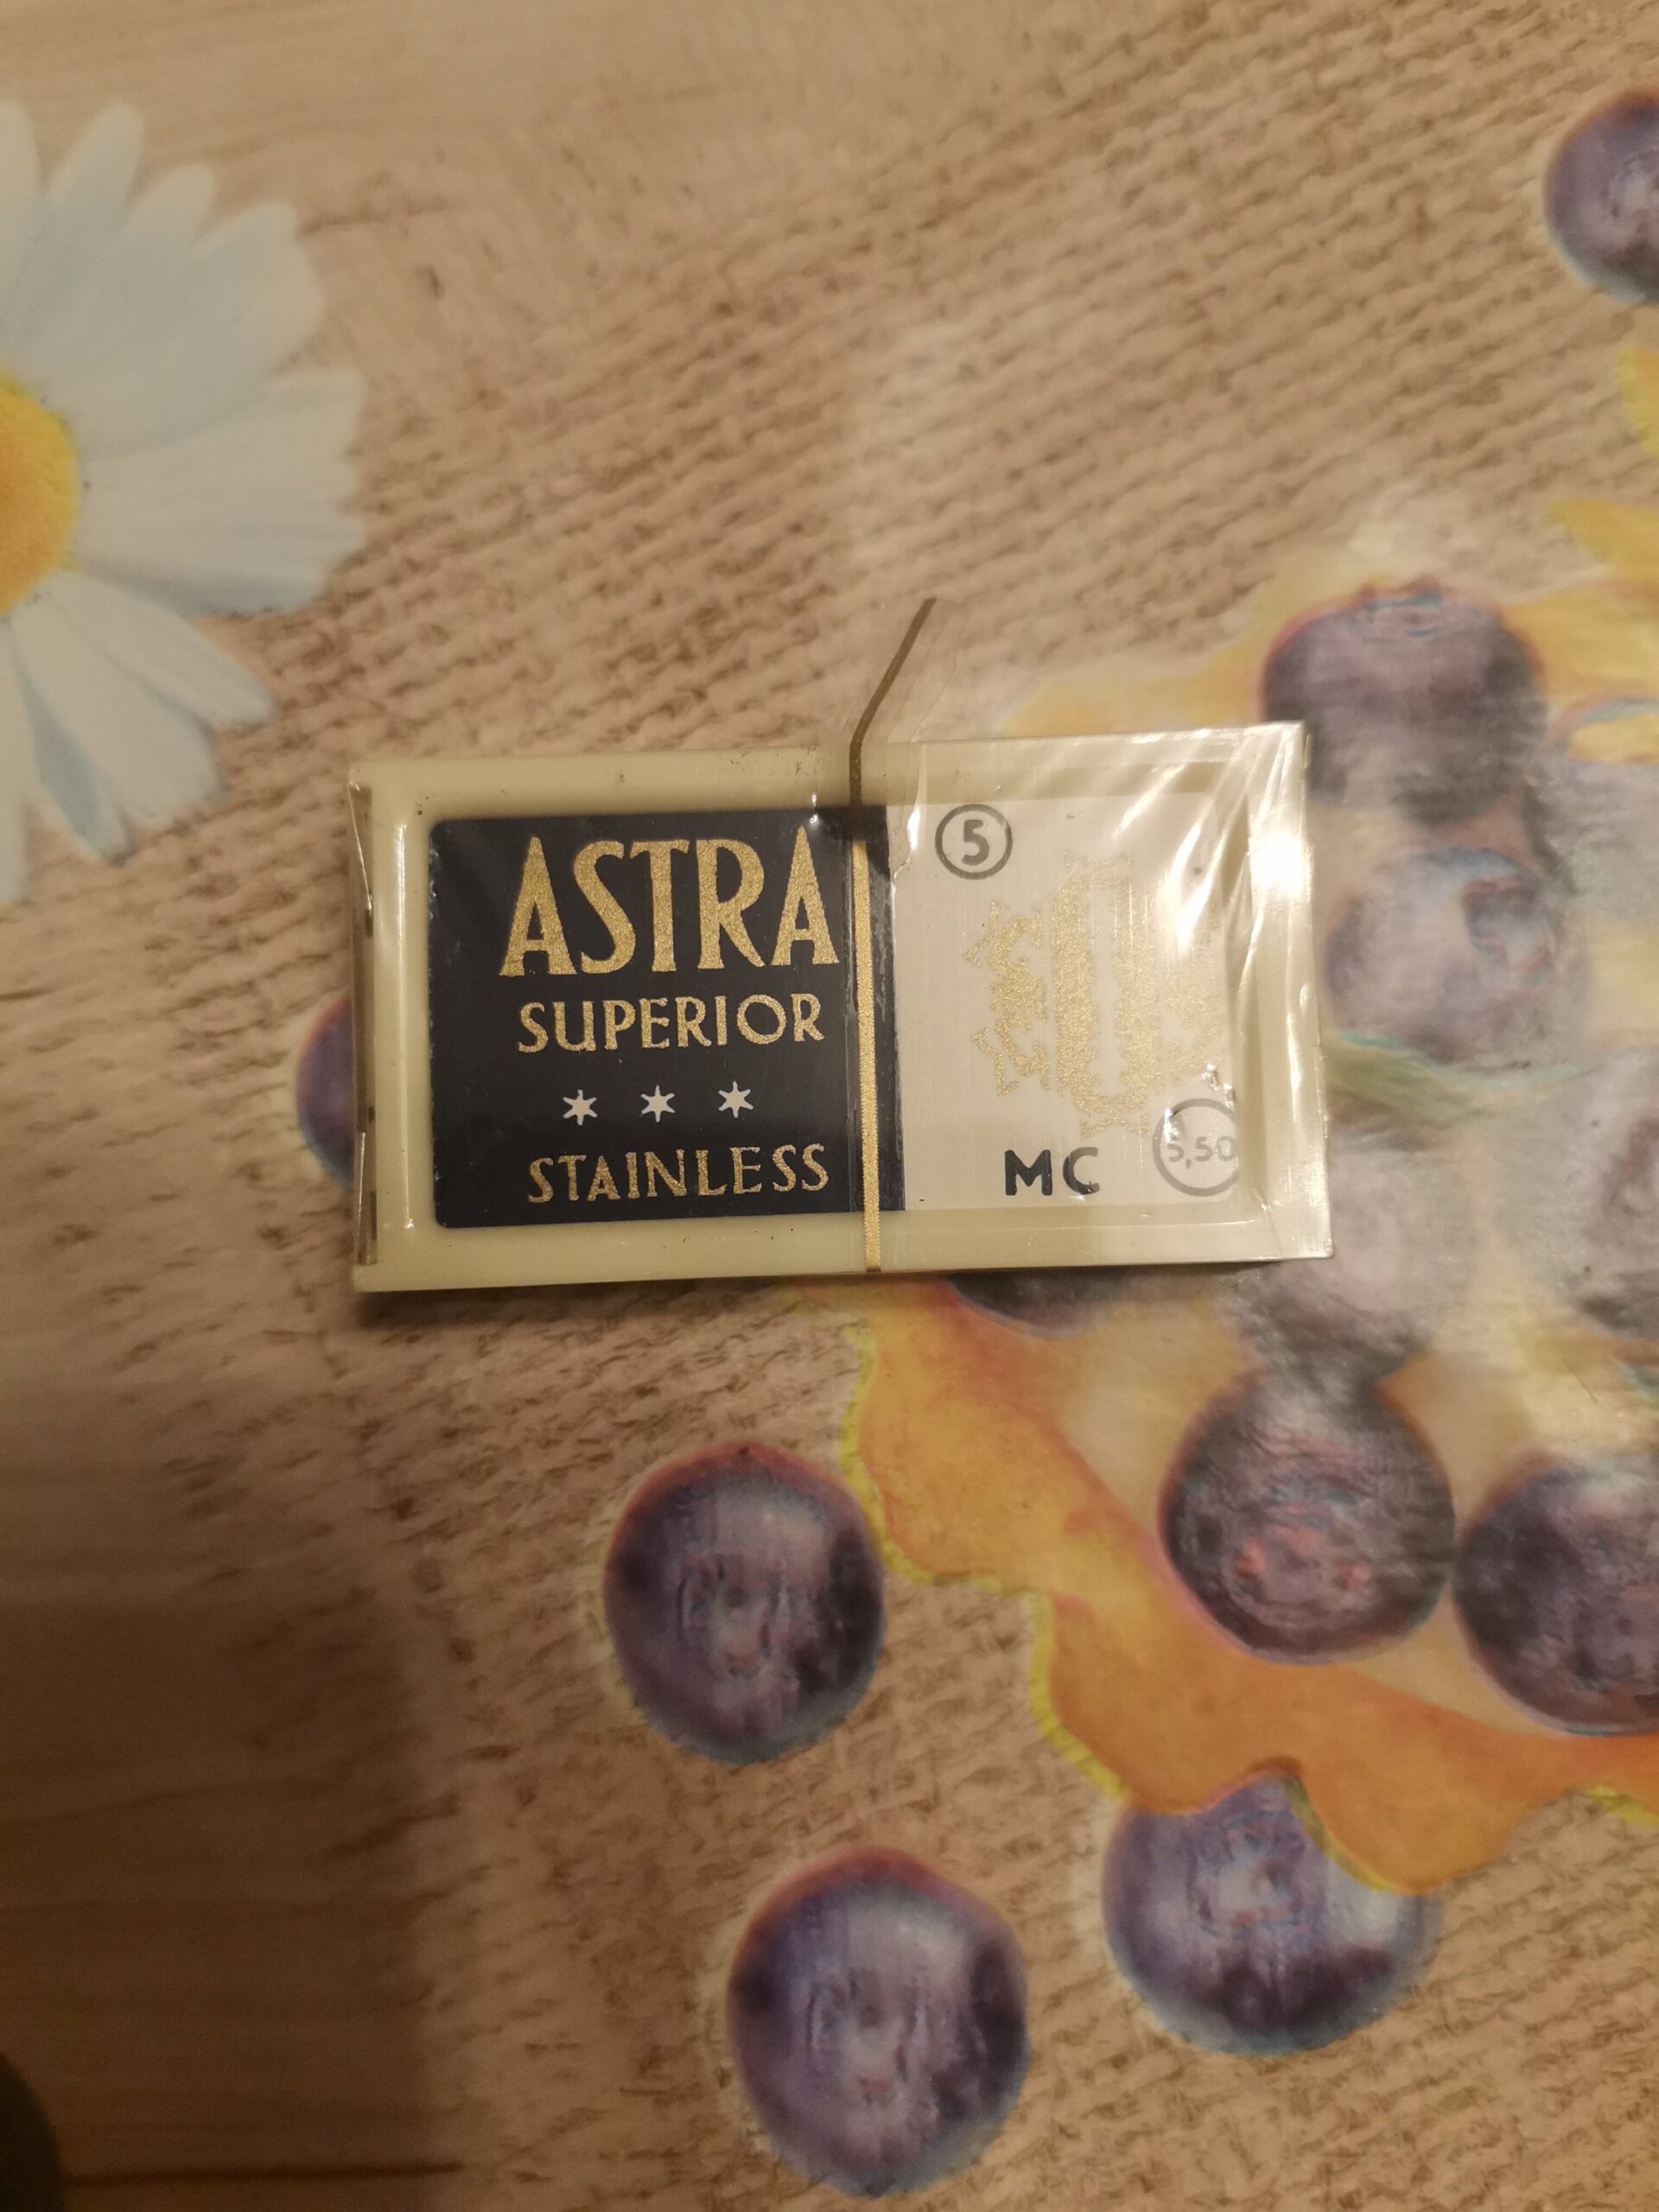 ASTRA
SUPERIOR
STAINLESS
5
MC
5,50